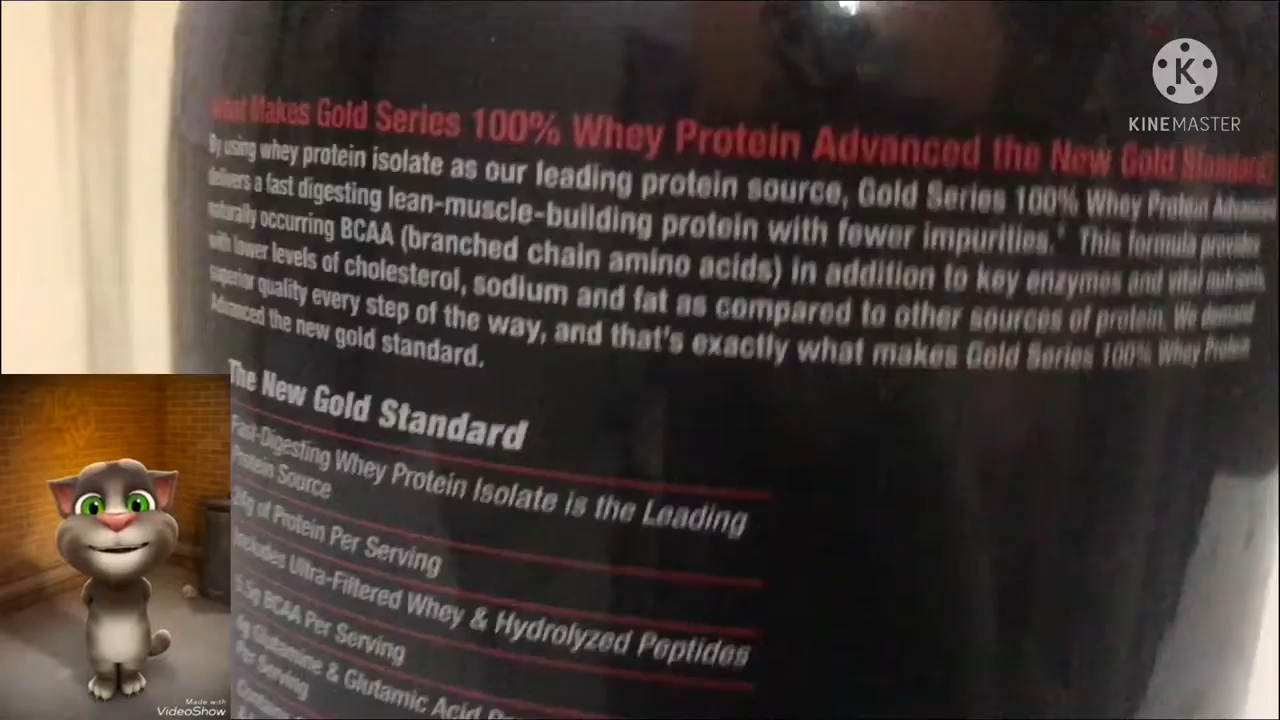 What Makes Gold Series 100% Whey Protein Advanced the New Gold Standard?
By using whey protein isolate as our leading protein source, Gold Series 100% Whey Protein Advanced
delivers a fast digesting lean-muscle-building protein with fewer impurities.* This formula provides
naturally occurring BCAA (branched chain amino acids) in addition to key enzymes and vital nutrients
with lower levels of cholesterol, sodium and fat as compared to other sources of protein. We demand
superior quality every step of the way, and that's exactly what makes Gold Series 100% Whey Protein
Advanced the new gold standard.
The New Gold Standard
Fast-Digesting Whey Protein Isolate is the Leading
Protein Source
of Protein Per Serving
Includes Ultra-Filtered Whey & Hydrolyzed Peptides
5.5g BCAA Per Serving
4g Glutamine & Glutamic Acid
Per Serving
K
KINEMASTER
Made with
VideoShow